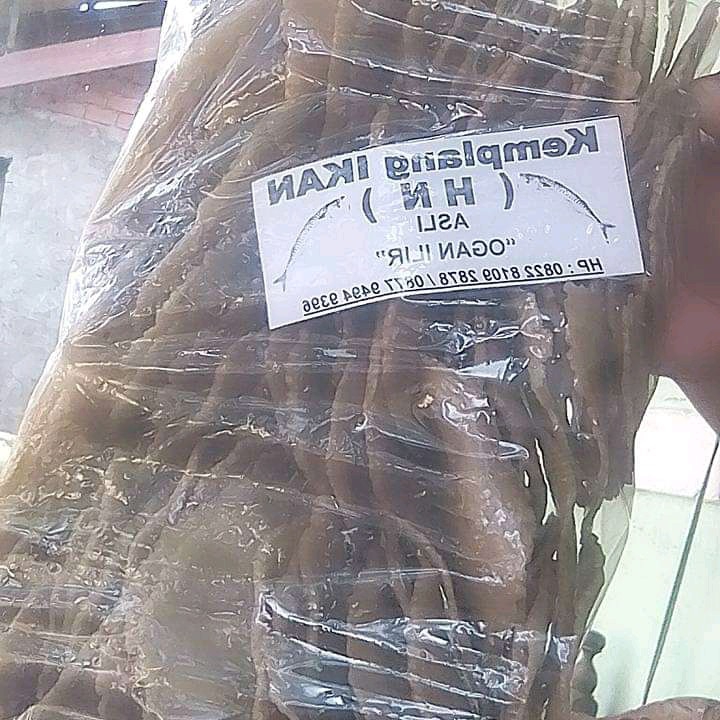 Kemplang IKAN
( H N )
ASLI
"OGAN ILIR"
HP : 0822 8109 2878 / 0877 9494 9396